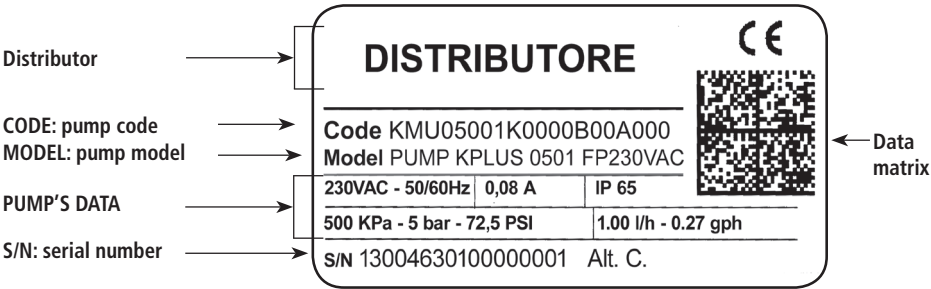 Distributor
DISTRIBUTORE
CE
CODE: pump code
Code KMU05001K0000B00A000
MODEL: pump model
Model PUMP KPLUS 0501 FP230VAC
Data
matrix
PUMP'S DATA
230VAC - 50/60Hz 0,08 A IP 65
500 KPa - 5 bar - 72,5 PSI 1.00 l/h - 0.27 gph
S/N: serial number
S/N 13004630100000001 Alt. C.